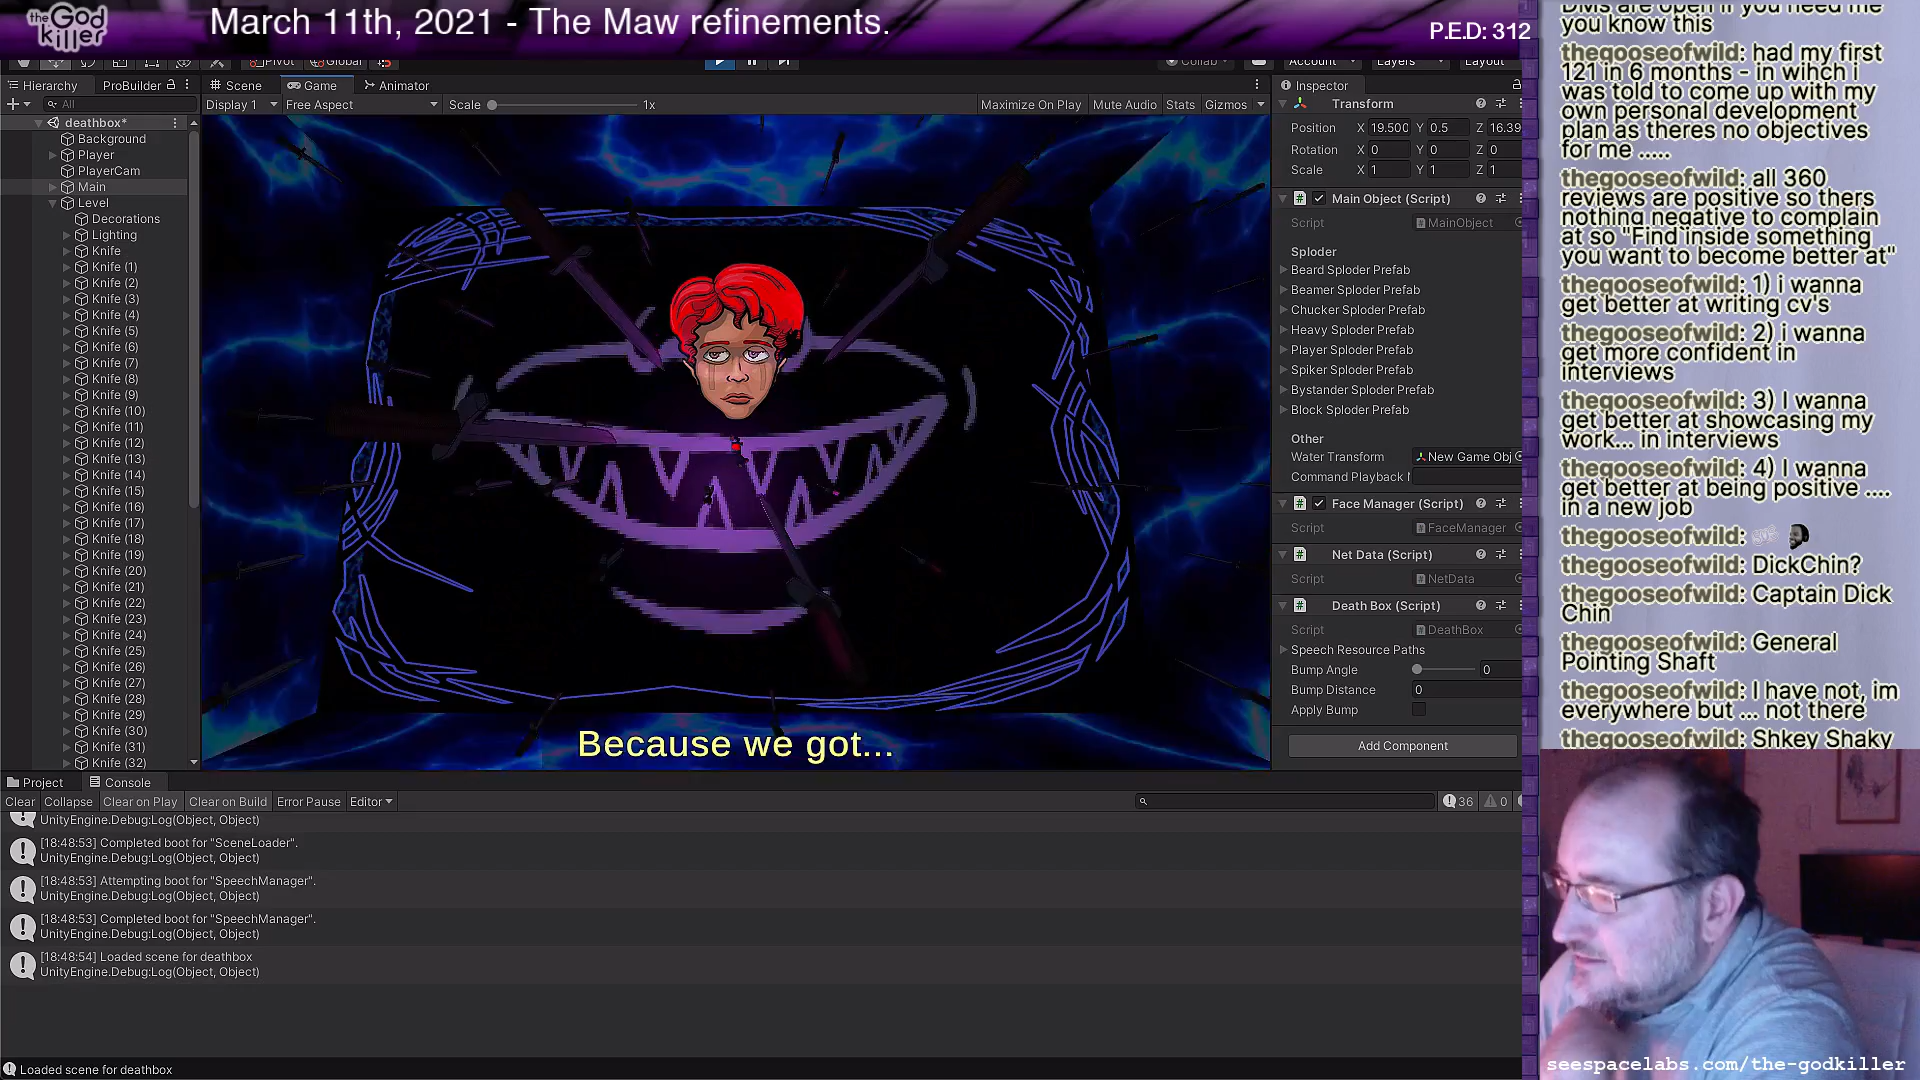 the God killer
March 11th, 2021 - The Maw refinements.
P.E.D: 312
Pivot
Global
Collab
Account
Layers
Layout
Hierarchy
ProBuilder
Scene
Game
Animator
Inspector
All
Display 1
Free Aspect
Scale
1x
Maximize On Play
Mute Audio
Stats
Gizmos
deathbox*
Background
Player
PlayerCam
Main
Level
Decorations
Lighting
Knife
Knife (1)
Knife (2)
Knife (3)
Knife (4)
Knife (5)
Knife (6)
Knife (7)
Knife (8)
Knife (9)
Knife (10)
Knife (11)
Knife (12)
Knife (13)
Knife (14)
Knife (15)
Knife (16)
Knife (17)
Knife (18)
Knife (19)
Knife (20)
Knife (21)
Knife (22)
Knife (23)
Knife (24)
Knife (25)
Knife (26)
Knife (27)
Knife (28)
Knife (29)
Knife (30)
Knife (31)
Knife (32)
Because we got...
Transform
Position X 19.500 Y 0.5 Z 16.39
Rotation X 0 Y 0 Z 0
Scale X 1 Y 1 Z 1
Main Object (Script)
Script MainObject
Sploder
Beard Sploder Prefab
Beamer Sploder Prefab
Chucker Sploder Prefab
Heavy Sploder Prefab
Player Sploder Prefab
Spiker Sploder Prefab
Bystander Sploder Prefab
Block Sploder Prefab
Other
Water Transform New Game Obj
Command Playback
Face Manager (Script)
Script FaceManager
Net Data (Script)
Script NetData
Death Box (Script)
Script DeathBox
Speech Resource Paths
Bump Angle 0
Bump Distance 0
Apply Bump
Add Component
Project
Console
Clear
Collapse
Clear on Play
Clear on Build
Error Pause
Editor
36
0
UnityEngine.Debug:Log(Object, Object)
[18:48:53] Completed boot for "SceneLoader".
UnityEngine.Debug:Log(Object, Object)
[18:48:53] Attempting boot for "SpeechManager".
UnityEngine.Debug:Log(Object, Object)
[18:48:53] Completed boot for "SpeechManager".
UnityEngine.Debug:Log(Object, Object)
[18:48:54] Loaded scene for deathbox
UnityEngine.Debug:Log(Object, Object)
Loaded scene for deathbox
DMs are open if you need me
you know this
thegooseofwild: had my first
121 in 6 months - in wihch i
was told to come up with my
own personal development
plan as theres no objectives
for me .....
thegooseofwild: all 360
reviews are positive so thers
nothing negative to complain
at so "Find inside something
you want to become better at"
thegooseofwild: 1) i wanna
get better at writing cv's
thegooseofwild: 2) i wanna
get more confident in
interviews
thegooseofwild: 3) I wanna
get better at showcasing my
work... in interviews
thegooseofwild: 4) I wanna
get better at being positive ....
in a new job
thegooseofwild:
thegooseofwild: DickChin?
thegooseofwild: Captain Dick
Chin
thegooseofwild: General
Pointing Shaft
thegooseofwild: I have not, im
everywhere but ... not there
thegooseofwild: Shkey Shaky
seespacelabs.com/the-godkiller